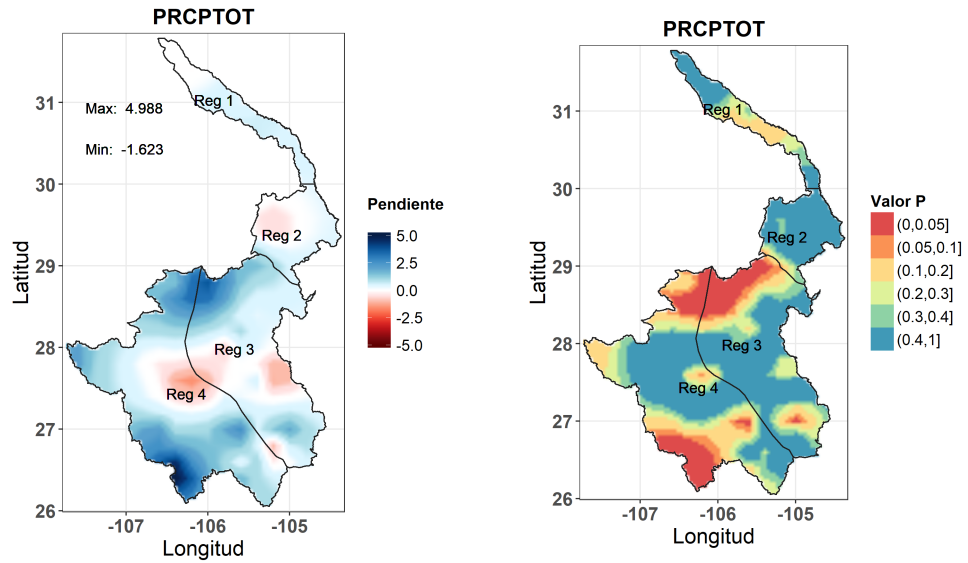 PRCPTOT
Max: 4.988
Min: -1.623
Reg 1
Reg 2
Reg 3
Reg 4
31
30
29
28
27
26
Latitud
-107
-106
-105
Longitud
Pendiente
5.0
2.5
0.0
-2.5
-5.0
PRCPTOT
Reg 1
Reg 2
Reg 3
Reg 4
31
30
29
28
27
26
Latitud
-107
-106
-105
Longitud
Valor P
(0,0.05]
(0.05,0.1]
(0.1,0.2]
(0.2,0.3]
(0.3,0.4]
(0.4,1]